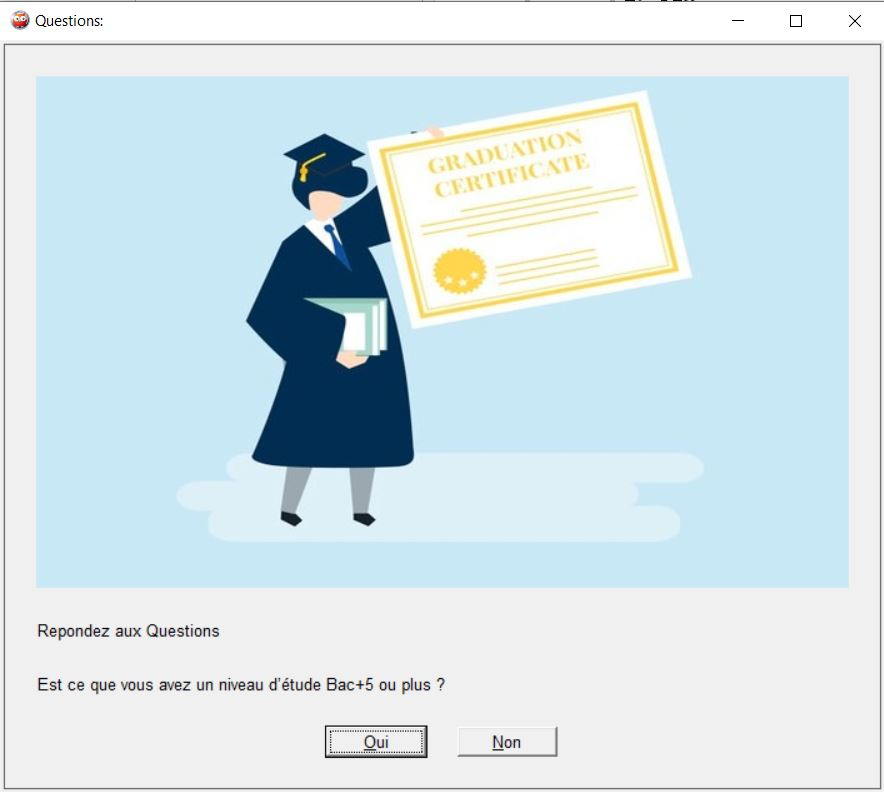 Questions:
GRADUATION
CERTIFICATE
Repondez aux Questions
Est ce que vous avez un niveau d'étude Bac+5 ou plus ?
Oui
Non